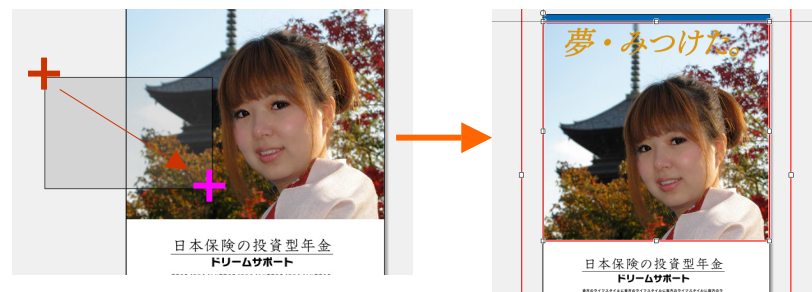 日本保険の投資型年金
ドリームサポート
夢・みつけた。
日本保険の投資型年金
ドリームサポート